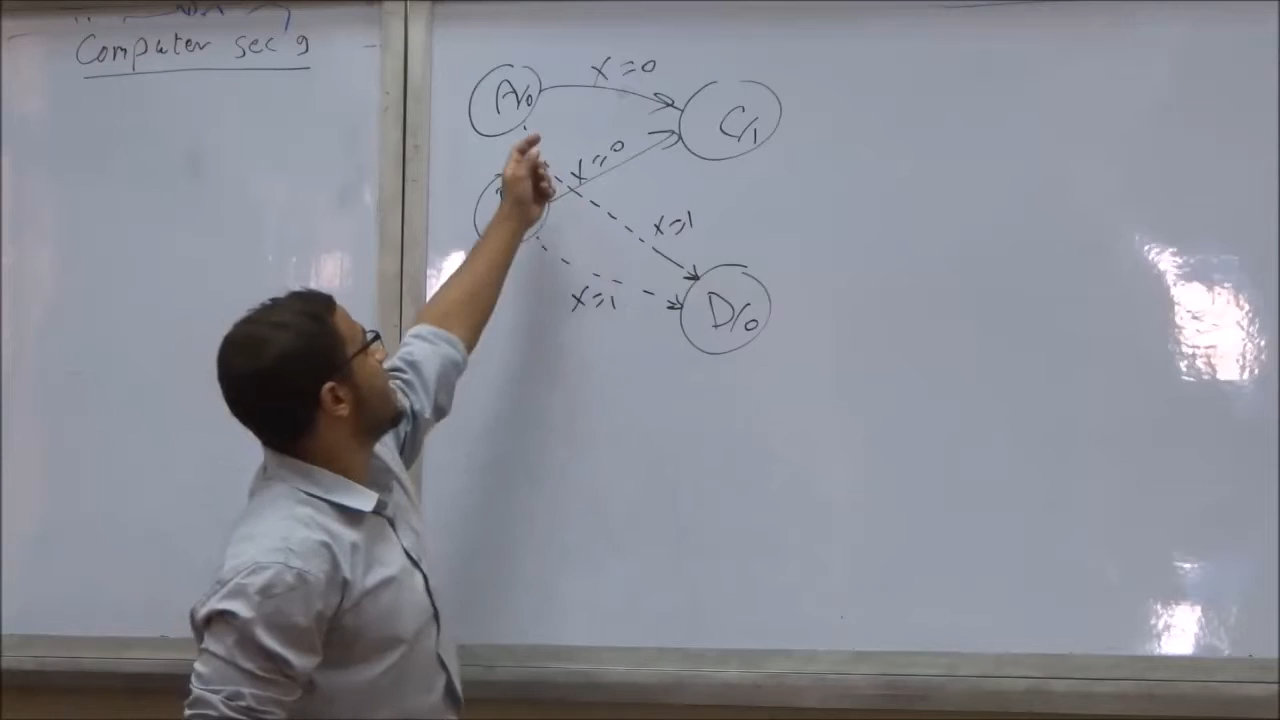 Computer sec 9
A/0
x=0
C/1
x=0
x=1
x=1
D/0